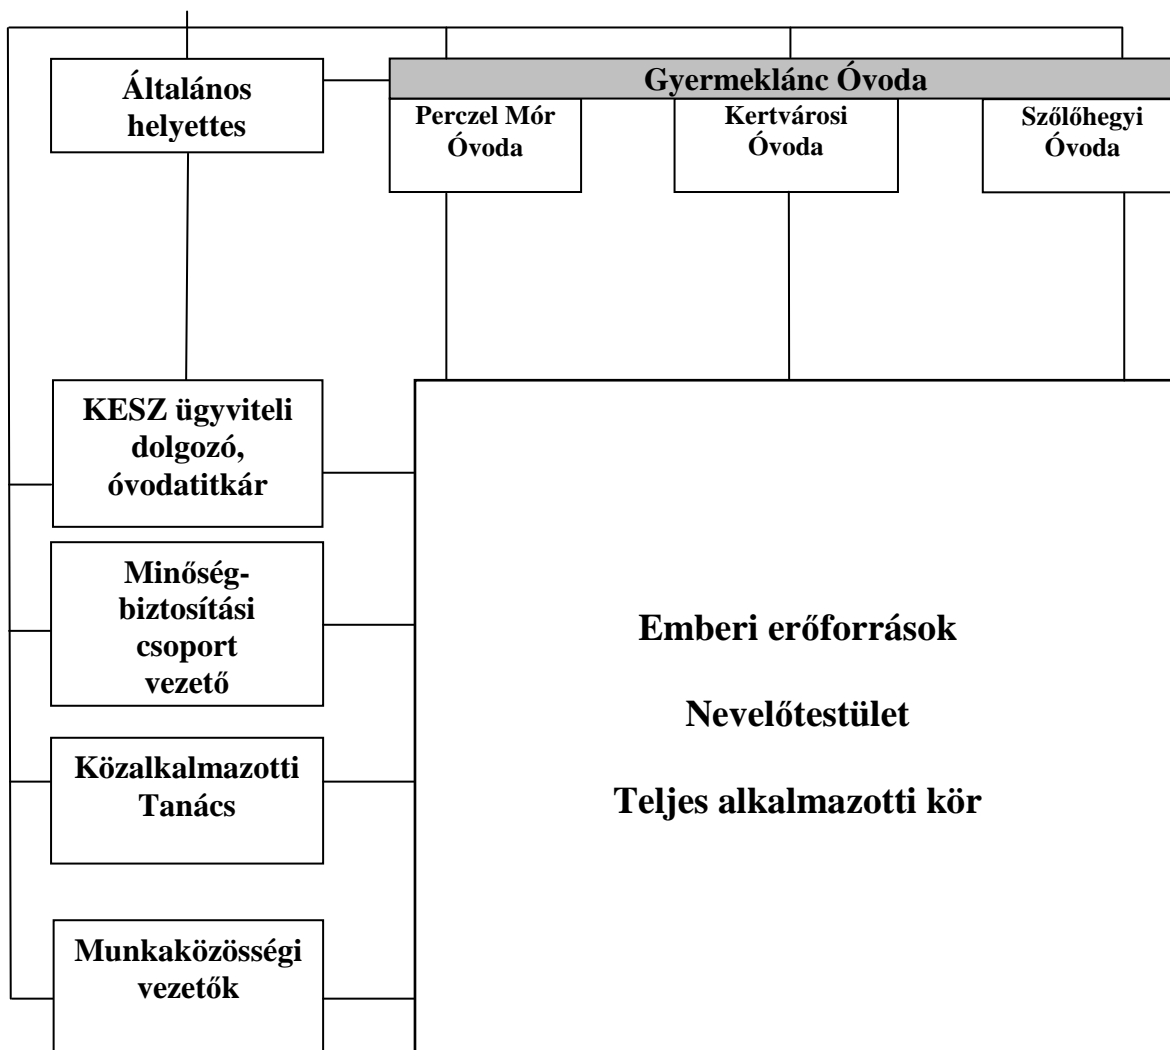 Általános
helyettes
Gyermeklánc Óvoda
Perczel Mór
Óvoda
Kertvárosi
Óvoda
Szőlőhegyi
Óvoda
KESZ ügyviteli
dolgozó,
óvodatitkár
Minőség-
biztosítási
csoport
vezető
Közalkalmazotti
Tanács
Munkaközösségi
vezetők
Emberi erőforrások
Nevelőtestület
Teljes alkalmazotti kör